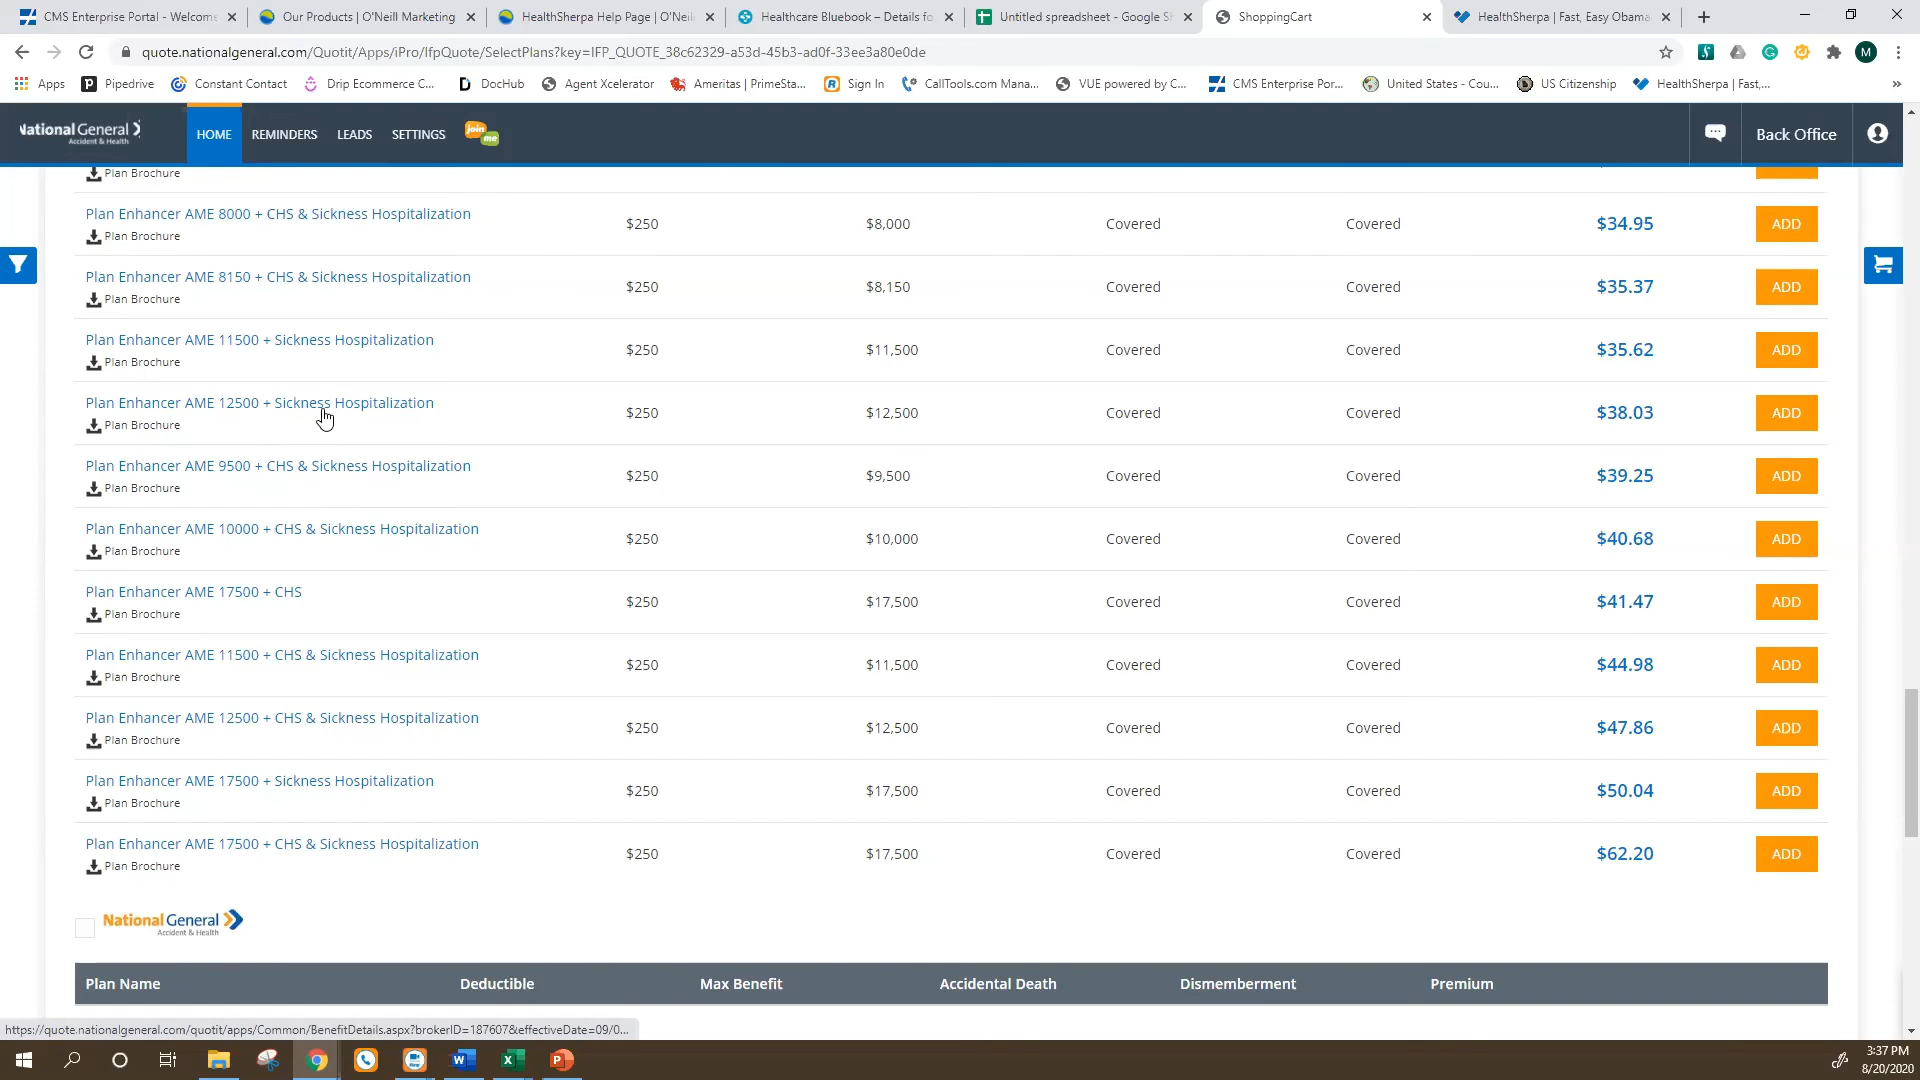 CMS Enterprise Portal - Welcome
Our Products | O'Neill Marketing
HealthSherpa Help Page | O'Neil
Healthcare Bluebook – Details fo
Untitled spreadsheet - Google S
ShoppingCart
HealthSherpa | Fast, Easy Obama
quote.nationalgeneral.com/Quotit/Apps/iPro/IfpQuote/SelectPlans?key=IFP_QUOTE_38c62329-a53d-45b3-ad0f-33ee3a80e0de
M
Apps
Pipedrive
Constant Contact
Drip Ecommerce C...
DocHub
Agent Xcelerator
Ameritas | PrimeSta...
Sign In
CallTools.com Mana...
VUE powered by C...
CMS Enterprise Por...
United States - Cou...
US Citizenship
HealthSherpa | Fast,...
»
National General
Accident & Health
HOME
REMINDERS
LEADS
SETTINGS
join me
Back Office
Plan Brochure
Plan Enhancer AME 8000 + CHS & Sickness Hospitalization
Plan Brochure
$250 $8,000 Covered Covered $34.95 ADD
Plan Enhancer AME 8150 + CHS & Sickness Hospitalization
Plan Brochure
$250 $8,150 Covered Covered $35.37 ADD
Plan Enhancer AME 11500 + Sickness Hospitalization
Plan Brochure
$250 $11,500 Covered Covered $35.62 ADD
Plan Enhancer AME 12500 + Sickness Hospitalization
Plan Brochure
$250 $12,500 Covered Covered $38.03 ADD
Plan Enhancer AME 9500 + CHS & Sickness Hospitalization
Plan Brochure
$250 $9,500 Covered Covered $39.25 ADD
Plan Enhancer AME 10000 + CHS & Sickness Hospitalization
Plan Brochure
$250 $10,000 Covered Covered $40.68 ADD
Plan Enhancer AME 17500 + CHS
Plan Brochure
$250 $17,500 Covered Covered $41.47 ADD
Plan Enhancer AME 11500 + CHS & Sickness Hospitalization
Plan Brochure
$250 $11,500 Covered Covered $44.98 ADD
Plan Enhancer AME 12500 + CHS & Sickness Hospitalization
Plan Brochure
$250 $12,500 Covered Covered $47.86 ADD
Plan Enhancer AME 17500 + Sickness Hospitalization
Plan Brochure
$250 $17,500 Covered Covered $50.04 ADD
Plan Enhancer AME 17500 + CHS & Sickness Hospitalization
Plan Brochure
$250 $17,500 Covered Covered $62.20 ADD
National General
Accident & Health
Plan Name Deductible Max Benefit Accidental Death Dismemberment Premium
https://quote.nationalgeneral.com/quotit/apps/Common/BenefitDetails.aspx?brokerID=187607&effectiveDate=09/0...
3:37 PM
8/20/2020